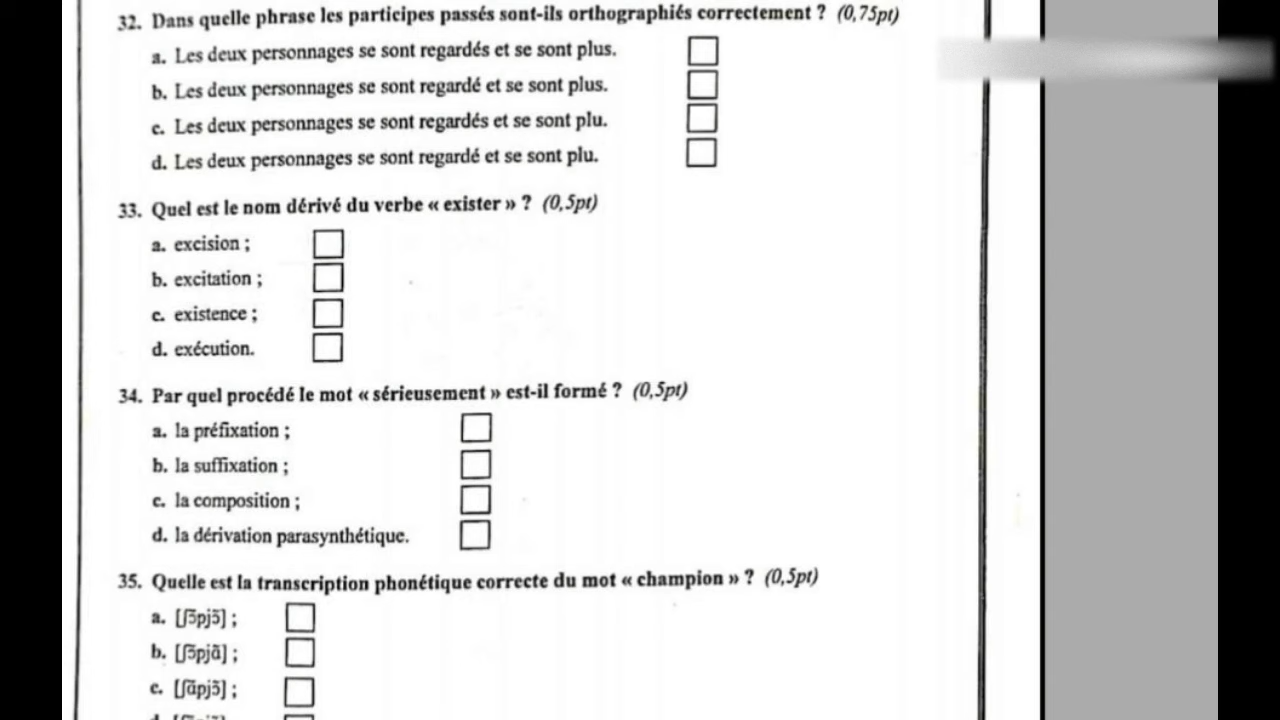 32. Dans quelle phrase les participes passés sont-ils orthographiés correctement ? (0,75pt)
a. Les deux personnages se sont regardés et se sont plus.
b. Les deux personnages se sont regardé et se sont plus.
c. Les deux personnages se sont regardés et se sont plu.
d. Les deux personnages se sont regardé et se sont plu.
33. Quel est le nom dérivé du verbe « exister » ? (0,5pt)
a. excision ;
b. excitation ;
c. existence ;
d. exécution.
34. Par quel procédé le mot « sérieusement » est-il formé ? (0,5pt)
a. la préfixation ;
b. la suffixation ;
c. la composition ;
d. la dérivation parasynthétique.
35. Quelle est la transcription phonétique correcte du mot « champion » ? (0,5pt)
a. [ʃɔ̃pjɔ̃] ;
b. [ʃɔ̃pjɑ̃] ;
c. [ʃɑ̃pjɔ̃] ;